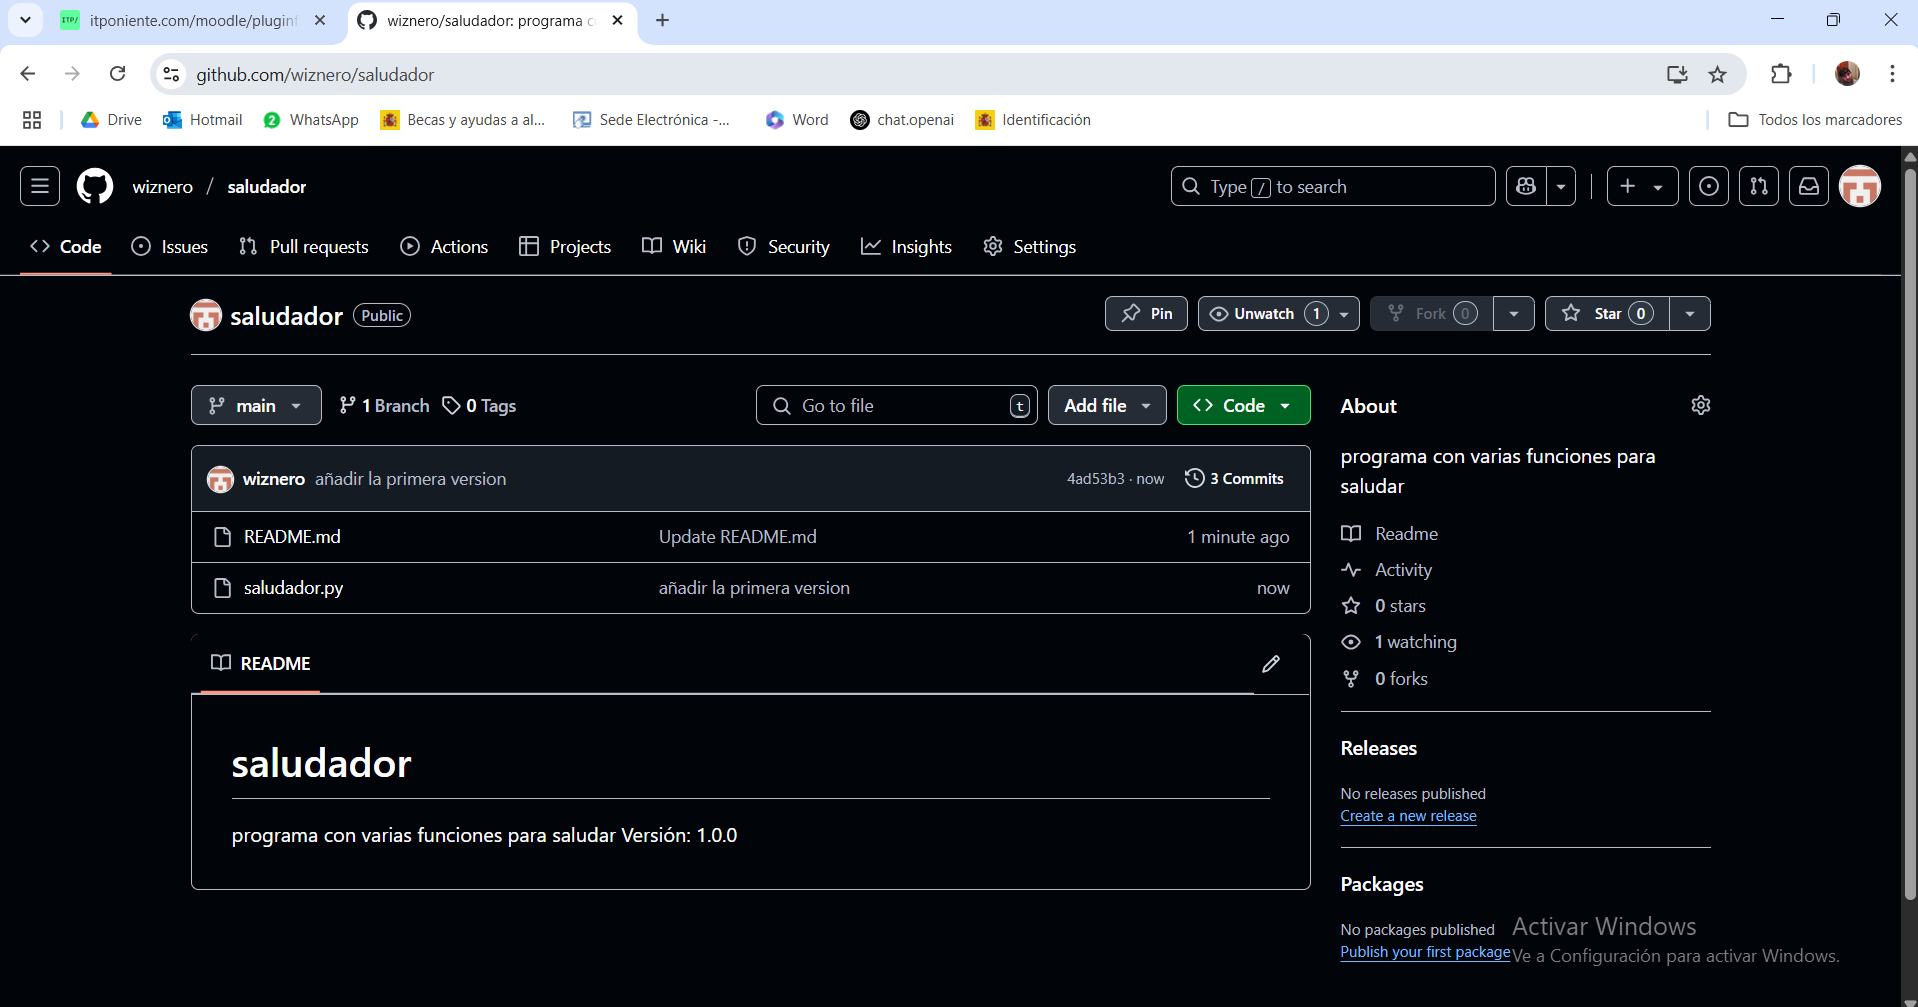 itponiente.com/moodle/pluginf
wiznero/saludador: programa c
github.com/wiznero/saludador
Drive
Hotmail
WhatsApp
Becas y ayudas a al...
Sede Electrónica -...
Word
chat.openai
Identificación
Todos los marcadores
wiznero / saludador
Type / to search
Code
Issues
Pull requests
Actions
Projects
Wiki
Security
Insights
Settings
saludador Public
Pin
Unwatch 1
Fork 0
Star 0
main
1 Branch
0 Tags
Go to file t
Add file
Code
wiznero añadir la primera version 4ad53b3 · now 3 Commits
README.md Update README.md 1 minute ago
saludador.py añadir la primera version now
README
saludador
programa con varias funciones para saludar Versión: 1.0.0
About
programa con varias funciones para
saludar
Readme
Activity
0 stars
1 watching
0 forks
Releases
No releases published
Create a new release
Packages
No packages published
Publish your first package
Activar Windows
Ve a Configuración para activar Windows.